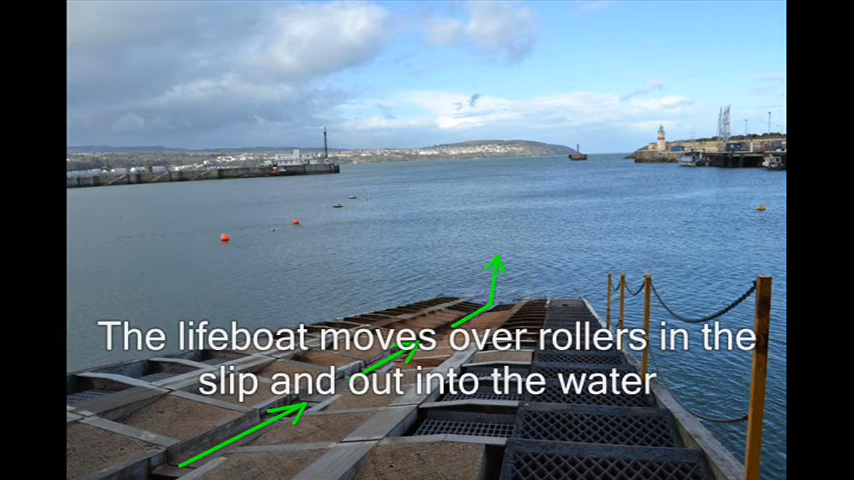 The lifeboat moves over rollers in the
slip and out into the water